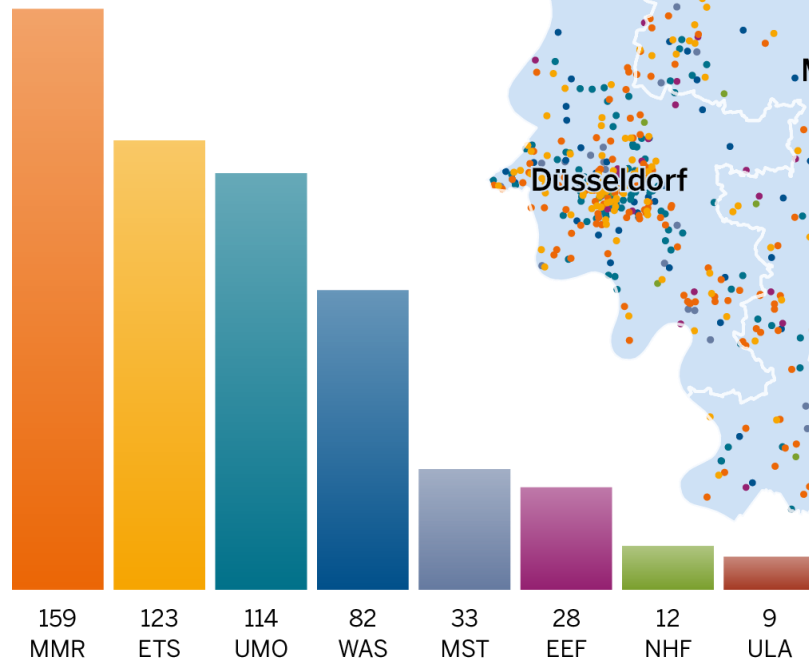 M
Düsseldorf
159 123 114 82 33 28 12 9
MMR ETS UMO WAS MST EEF NHF ULA